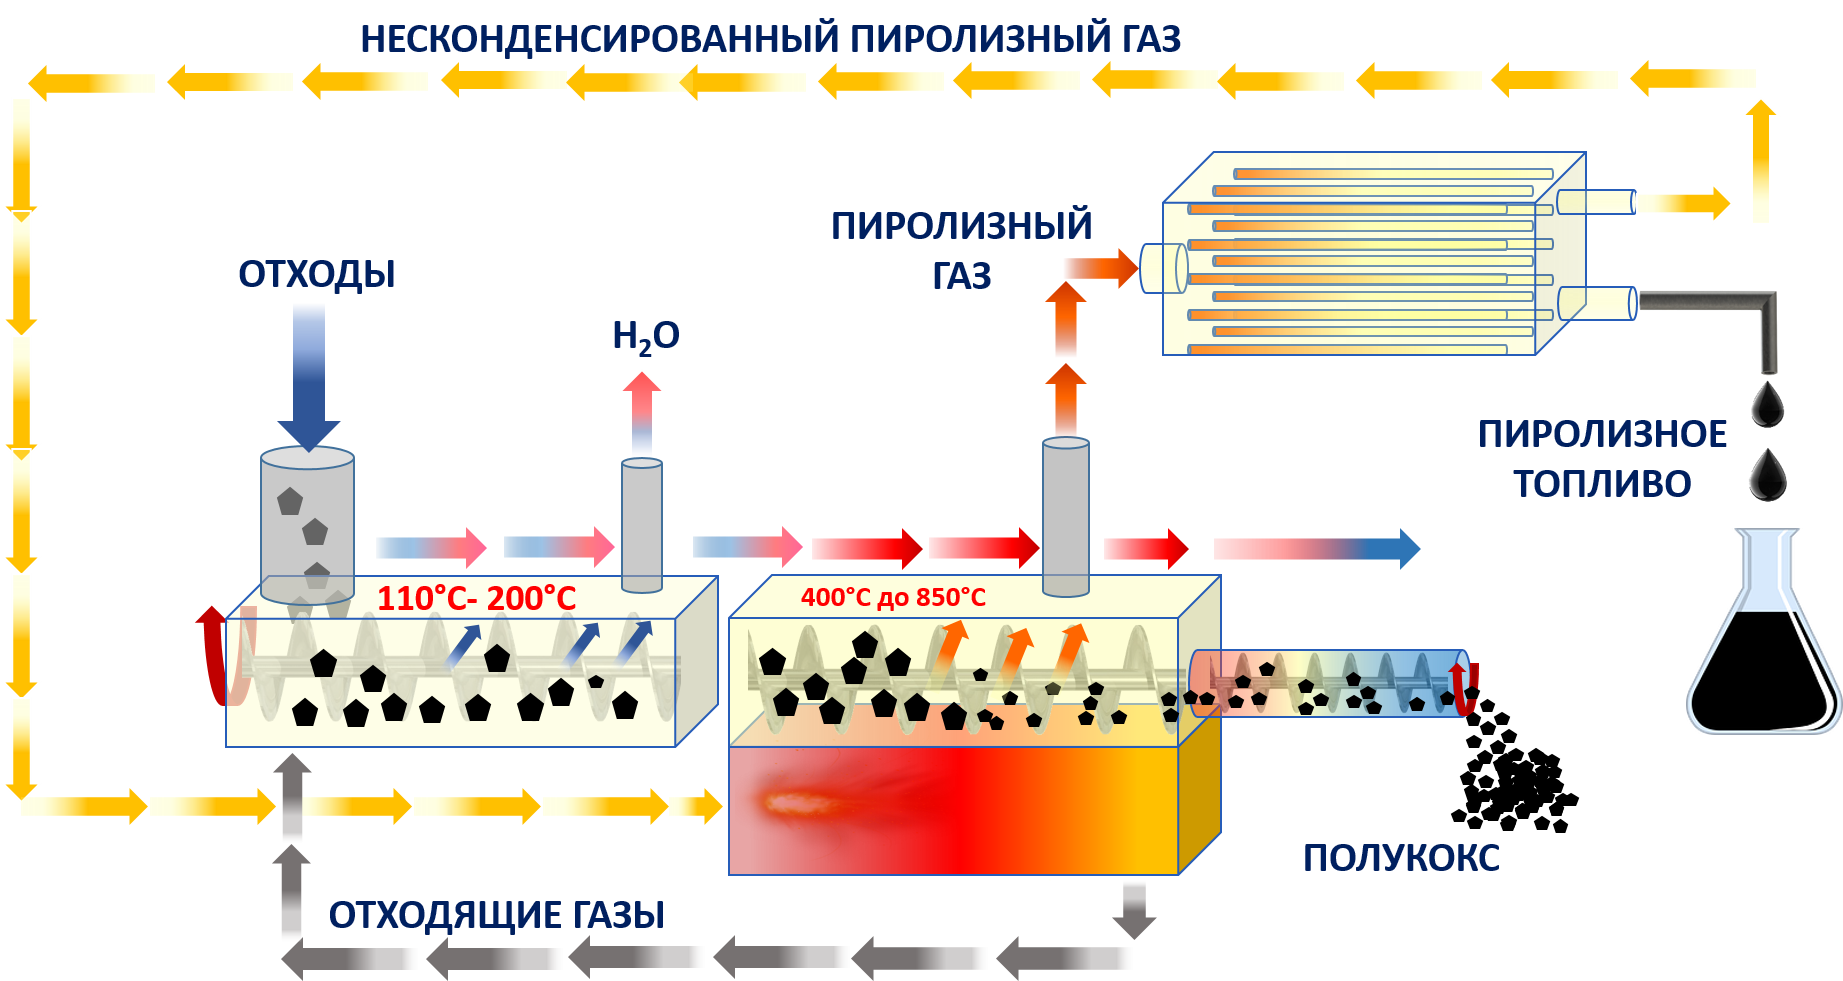 НЕСКОНДЕНСИРОВАННЫЙ ПИРОЛИЗНЫЙ ГАЗ
ПИРОЛИЗНЫЙ
ГАЗ
ОТХОДЫ
H₂O
ПИРОЛИЗНОЕ
ТОПЛИВО
110°C- 200°C
400°C до 850°C
ПОЛУКОКС
ОТХОДЯЩИЕ ГАЗЫ